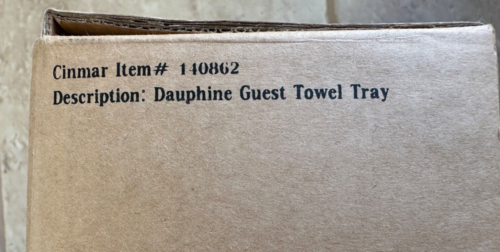 Cinmar Item# 140862
Description: Dauphine Guest Towel Tray